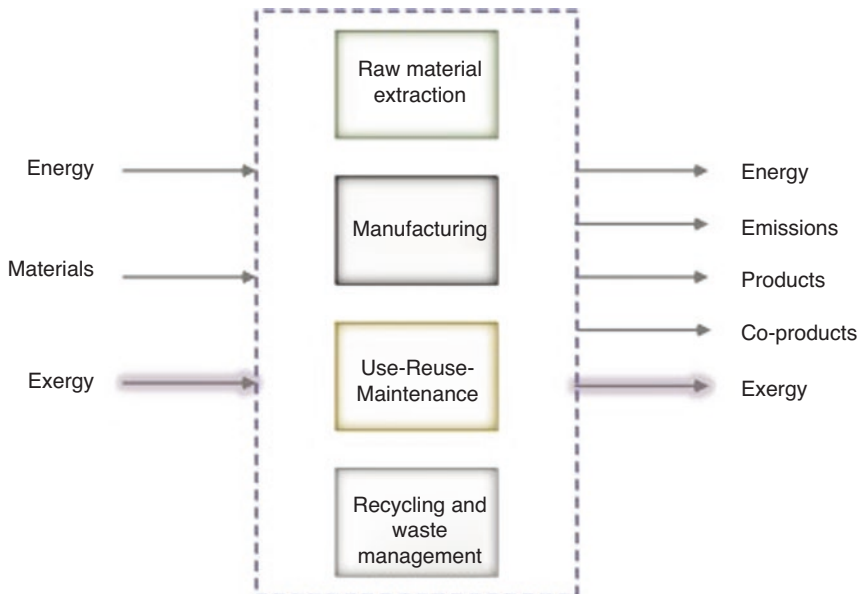 Raw material
extraction
Energy
Materials
Exergy
Manufacturing
Use-Reuse-
Maintenance
Recycling and
waste
management
Energy
Emissions
Products
Co-products
Exergy